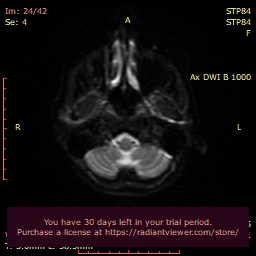 Im: 24/42
Se: 4
A
STP84
STP84
F
Ax DWI B 1000
R
L
You have 30 days left in your trial period.
Purchase a license at https://radiantviewer.com/store/